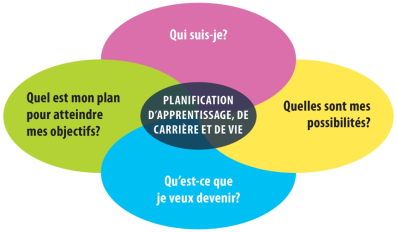 Qui suis-je?
Quel est mon plan
pour atteindre
mes objectifs?
PLANIFICATION
D'APPRENTISSAGE, DE
CARRIÈRE ET DE VIE
Quelles sont mes
possibilités?
Qu'est-ce que
je veux devenir?